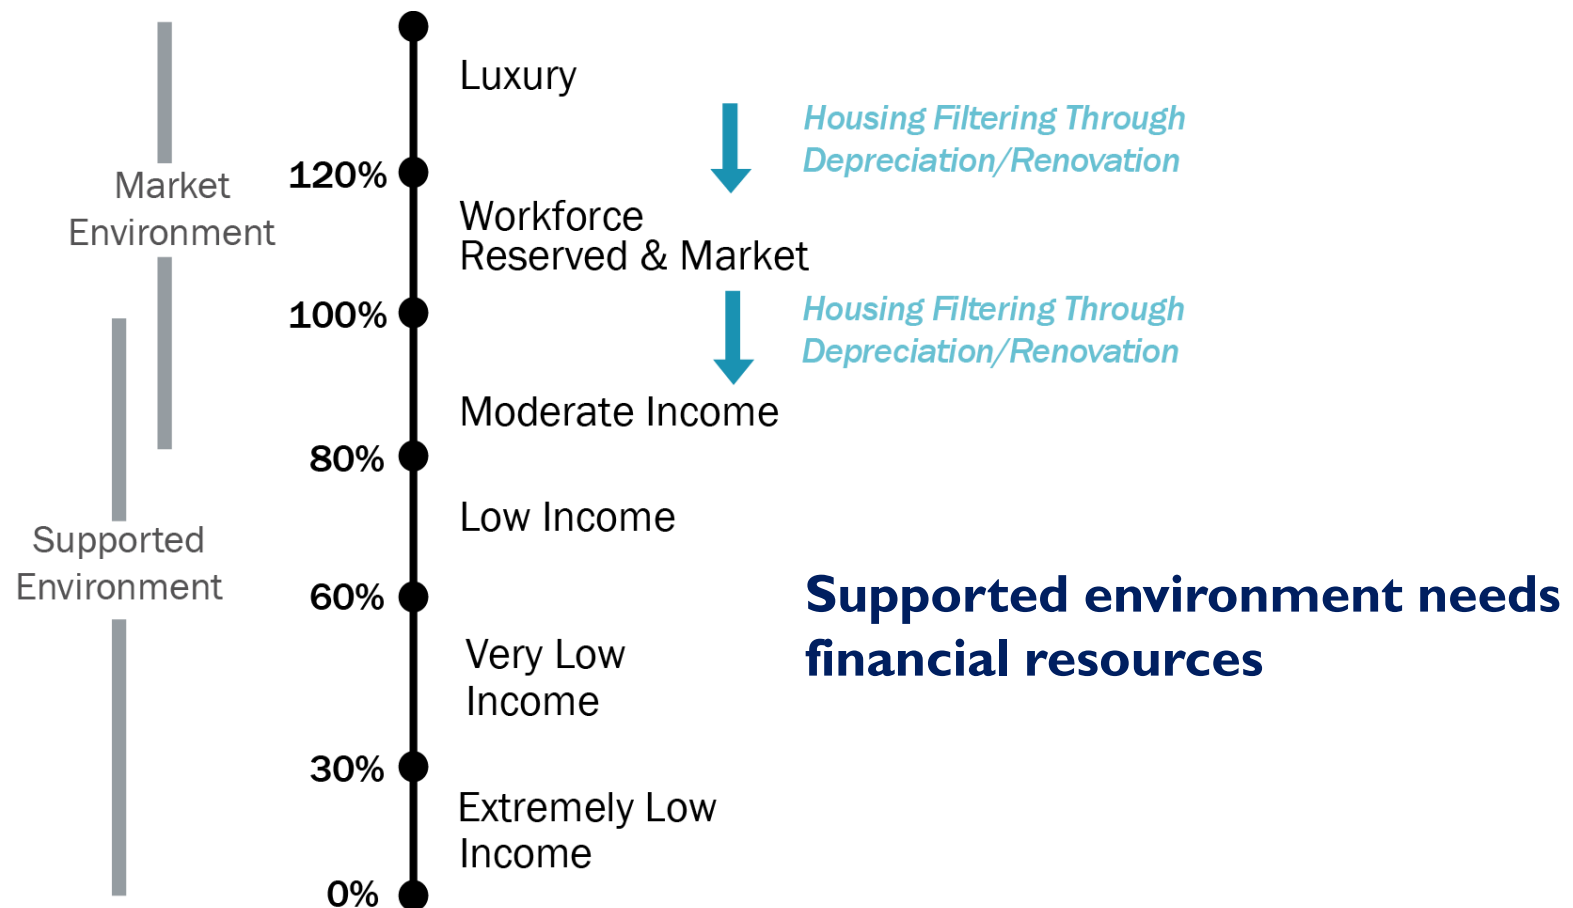 Luxury
Housing Filtering Through
Depreciation/Renovation
120%
Market
Environment
Workforce
Reserved & Market
100%
Housing Filtering Through
Depreciation/Renovation
Moderate Income
80%
Low Income
Supported
Environment
60%
Supported environment needs
financial resources
Very Low
Income
30%
Extremely Low
Income
0%